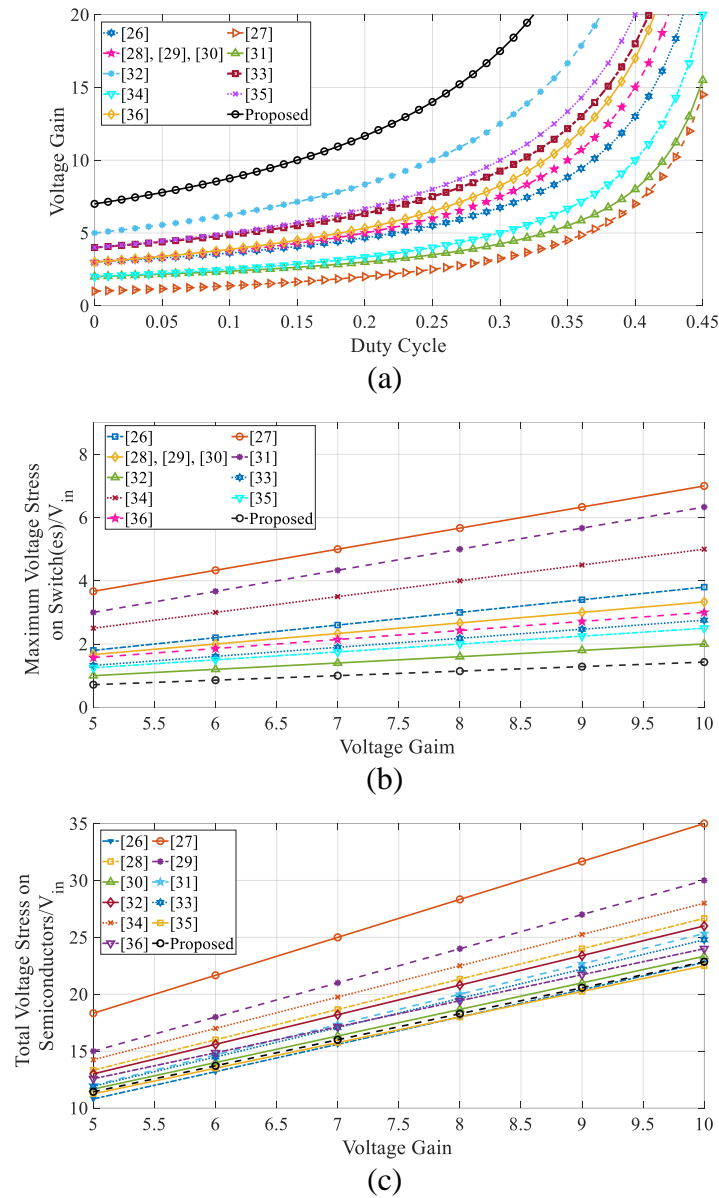 20
15
10
5
0
Voltage Gain
[26] [27]
[28], [29], [30] [31]
[32] [33]
[34] [35]
[36] Proposed
0 0.05 0.1 0.15 0.2 0.25 0.3 0.35 0.4 0.45
Duty Cycle
(a)
8
6
4
2
0
Maximum Voltage Stress
on Switch(es)/Vin
[26] [27]
[28], [29], [30] [31]
[32] [33]
[34] [35]
[36] Proposed
5 5.5 6 6.5 7 7.5 8 8.5 9 9.5 10
Voltage Gaim
(b)
35
30
25
20
15
10
Total Voltage Stress on
Semiconductors/Vin
[26] [27]
[28] [29]
[30] [31]
[32] [33]
[34] [35]
[36] Proposed
5 5.5 6 6.5 7 7.5 8 8.5 9 9.5 10
Voltage Gain
(c)